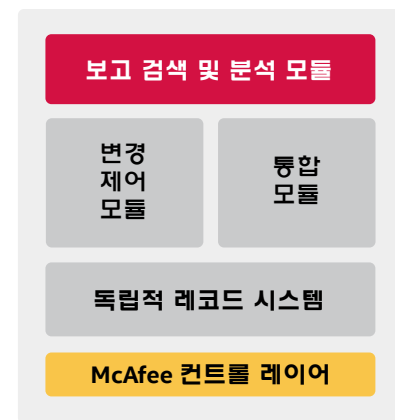 보고 검색 및 분석 모듈
변경
제어
모듈
통합
모듈
독립적 레코드 시스템
McAfee 컨트롤 레이어